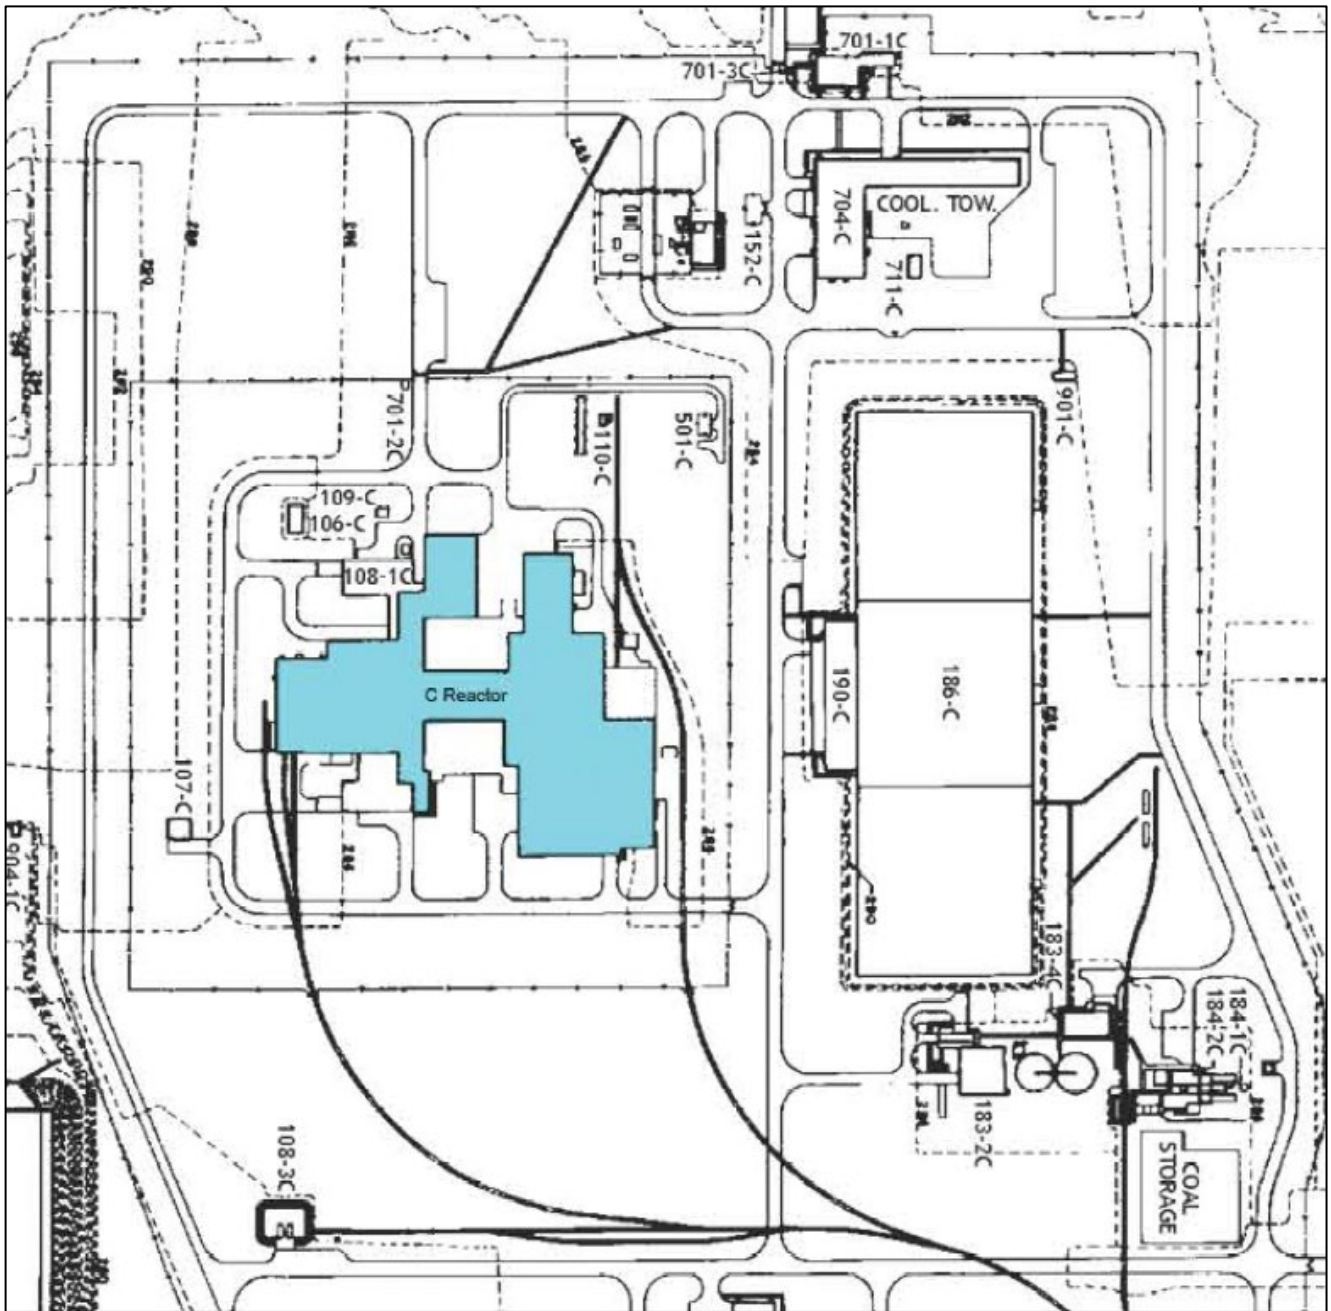 701-1C
701-3C
COOL. TOW.
704-C
152-C
711-C
701-2C
110-C
501-C
901-C
109-C
106-C
108-1C
C Reactor
190-C
186-C
107-C
904-1C
183-4C
184-1C
184-2C
183-2C
108-3C
COAL
STORAGE